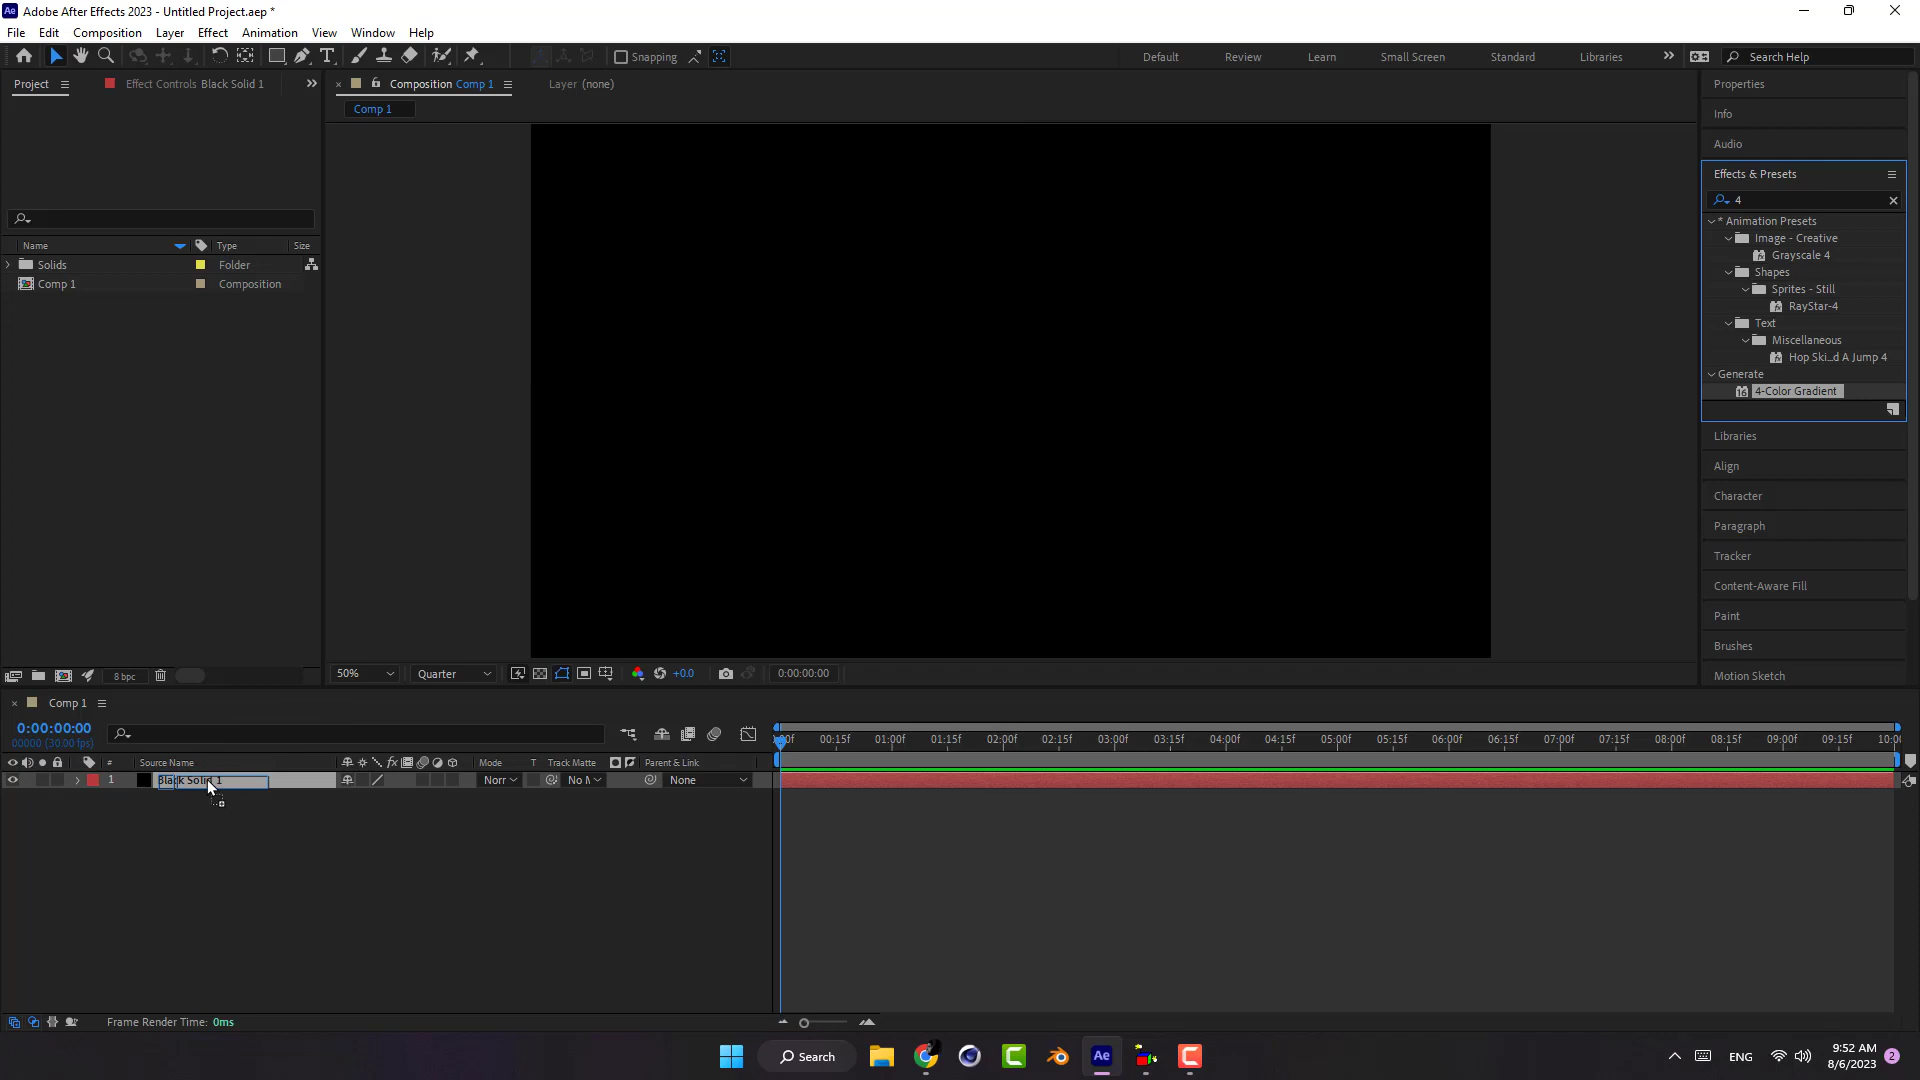 Adobe After Effects 2023 - Untitled Project.aep *
File Edit Composition Layer Effect Animation View Window Help
Snapping
Default Review Learn Small Screen Standard Libraries Search Help
Project Effect Controls Black Solid 1
Composition Comp 1 Layer (none)
Comp 1
Name Type Size
Solids Folder
Comp 1 Composition
8 bpc
50% Quarter +0.0 0:00:00:00
Properties
Info
Audio
Effects & Presets
4
* Animation Presets
Image - Creative
Grayscale 4
Shapes
Sprites - Still
RayStar-4
Text
Miscellaneous
Hop Ski...d A Jump 4
Generate
4-Color Gradient
Libraries
Align
Character
Paragraph
Tracker
Content-Aware Fill
Paint
Brushes
Motion Sketch
Comp 1
0:00:00:00
00000 (30.00 fps)
:00f 00:15f 01:00f 01:15f 02:00f 02:15f 03:00f 03:15f 04:00f 04:15f 05:00f 05:15f 06:00f 06:15f 07:00f 07:15f 08:00f 08:15f 09:00f 09:15f 10:00
# Source Name Mode T Track Matte Parent & Link
1 Black Solid 1 Norr No M None
Frame Render Time: 0ms
Search
ENG
9:52 AM
8/6/2023
2